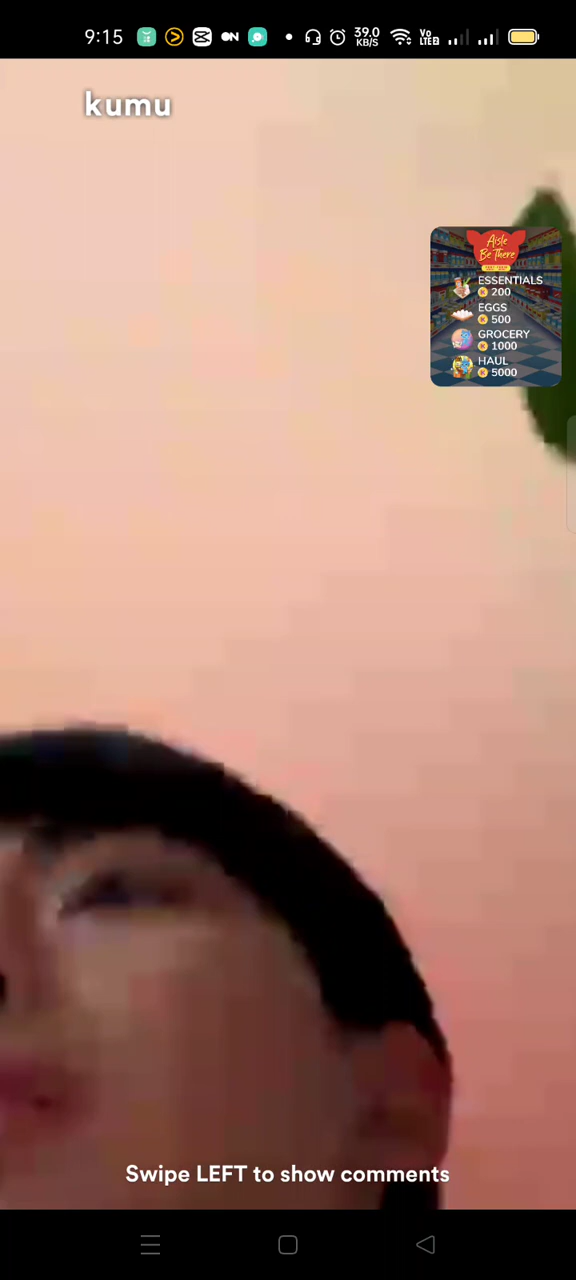 9:15
39.0
KB/S
Vo
LTE2
kumu
Aisle
Be There
ESSENTIALS
200
EGGS
500
GROCERY
1000
HAUL
5000
Swipe LEFT to show comments